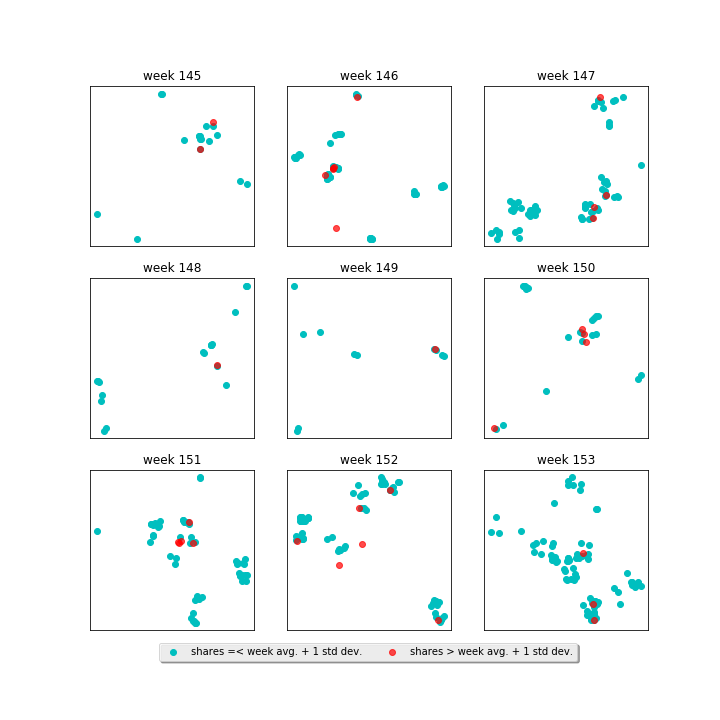 week 145
week 146
week 147
week 148
week 149
week 150
week 151
week 152
week 153
shares =< week avg. + 1 std dev.
shares > week avg. + 1 std dev.